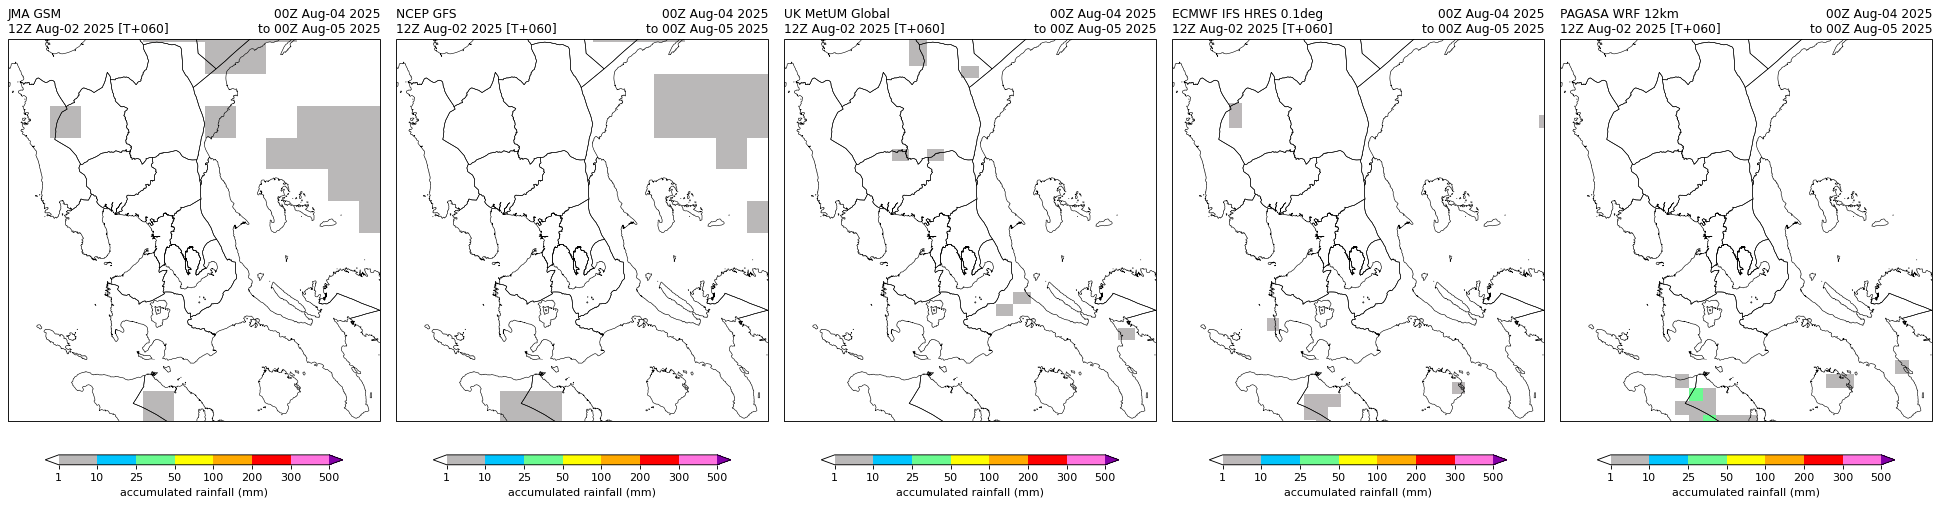 JMA GSM 00Z Aug-04 2025
12Z Aug-02 2025 [T+060] to 00Z Aug-05 2025
1 10 25 50 100 200 300 500
accumulated rainfall (mm)
NCEP GFS 00Z Aug-04 2025
12Z Aug-02 2025 [T+060] to 00Z Aug-05 2025
1 10 25 50 100 200 300 500
accumulated rainfall (mm)
UK MetUM Global 00Z Aug-04 2025
12Z Aug-02 2025 [T+060] to 00Z Aug-05 2025
1 10 25 50 100 200 300 500
accumulated rainfall (mm)
ECMWF IFS HRES 0.1deg 00Z Aug-04 2025
12Z Aug-02 2025 [T+060] to 00Z Aug-05 2025
1 10 25 50 100 200 300 500
accumulated rainfall (mm)
PAGASA WRF 12km 00Z Aug-04 2025
12Z Aug-02 2025 [T+060] to 00Z Aug-05 2025
1 10 25 50 100 200 300 500
accumulated rainfall (mm)